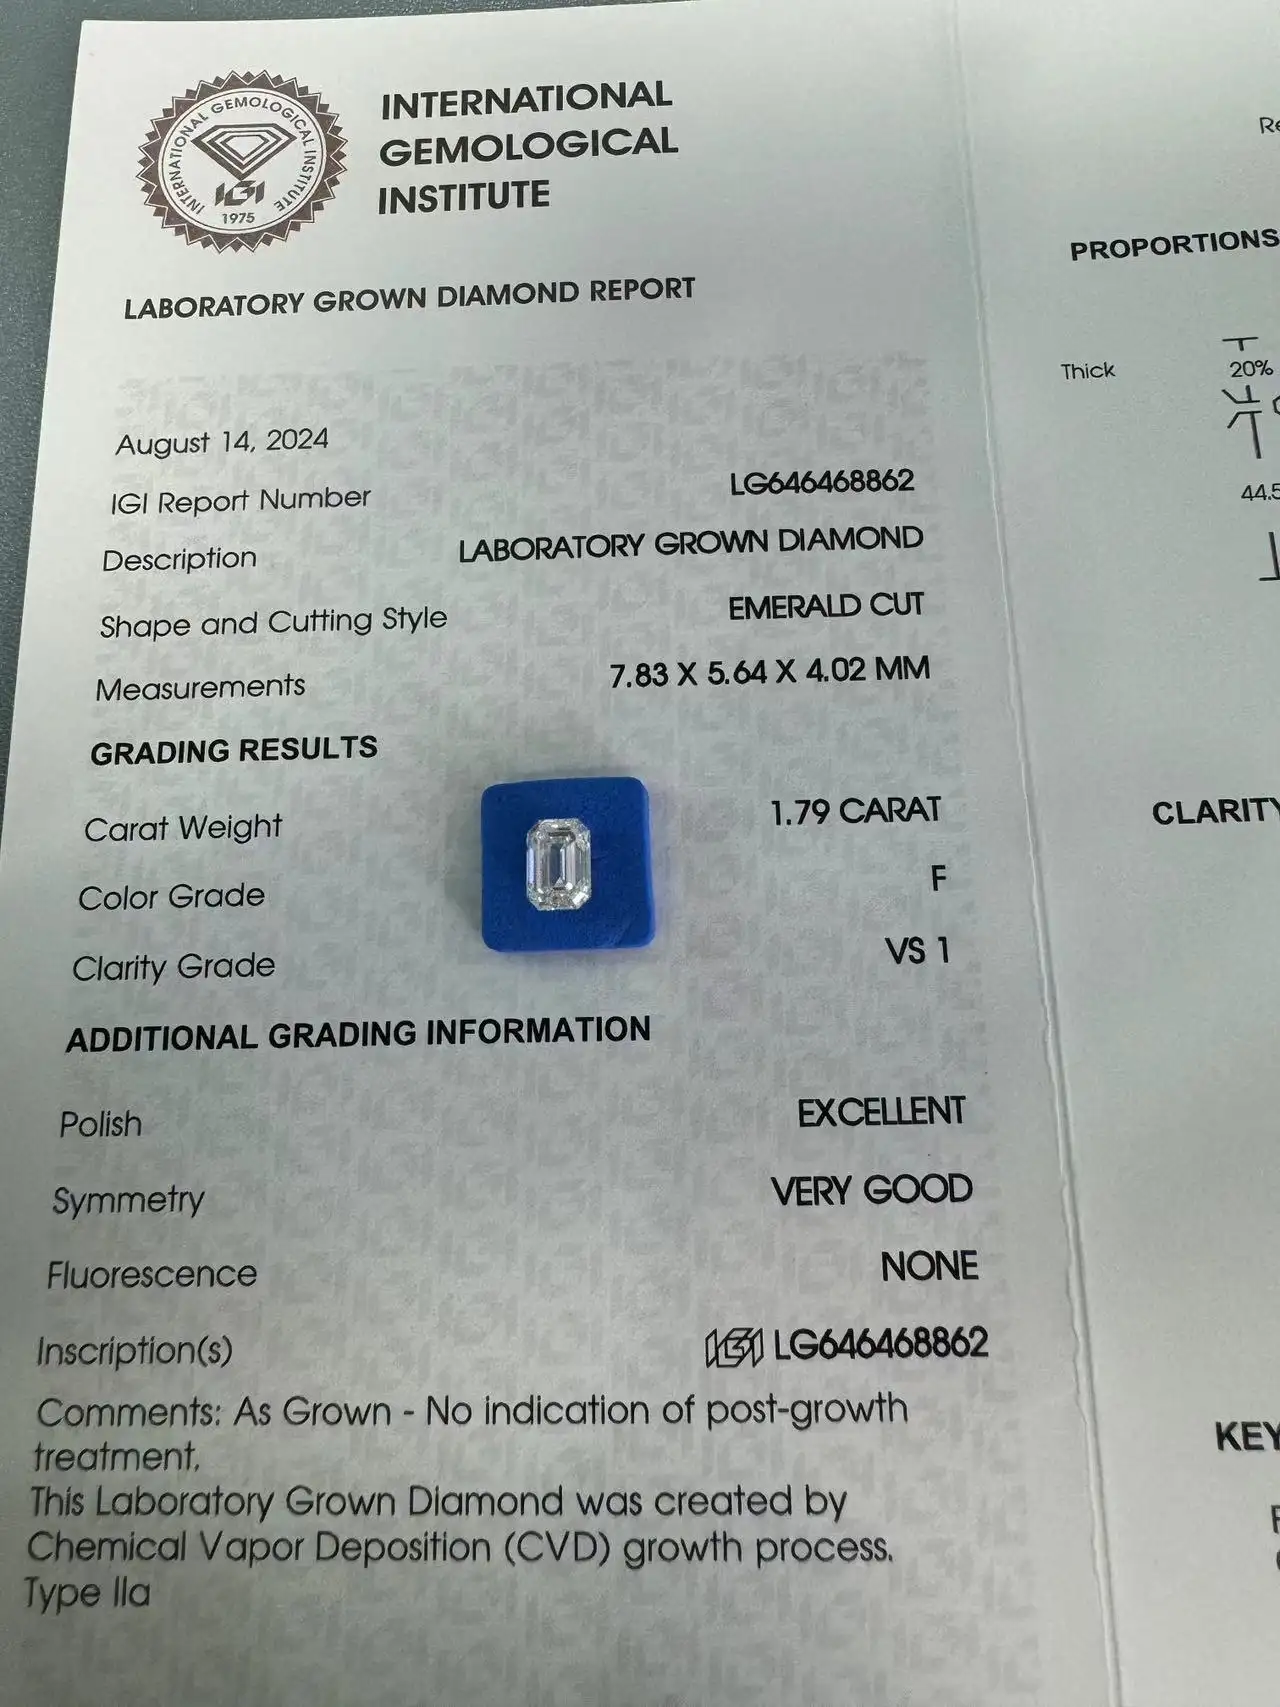 INTERNATIONAL GEMOLOGICAL INSTITUTE
IGI
1975
INTERNATIONAL
GEMOLOGICAL
INSTITUTE
LABORATORY GROWN DIAMOND REPORT
August 14, 2024
IGI Report Number LG646468862
Description LABORATORY GROWN DIAMOND
Shape and Cutting Style EMERALD CUT
Measurements 7.83 X 5.64 X 4.02 MM
GRADING RESULTS
Carat Weight 1.79 CARAT
Color Grade F
Clarity Grade VS 1
ADDITIONAL GRADING INFORMATION
Polish EXCELLENT
Symmetry VERY GOOD
Fluorescence NONE
Inscription(s) IGI LG646468862
Comments: As Grown - No indication of post-growth
treatment.
This Laboratory Grown Diamond was created by
Chemical Vapor Deposition (CVD) growth process.
Type IIa
PROPORTIONS
Thick 20%
44.5
CLARITY
KEY